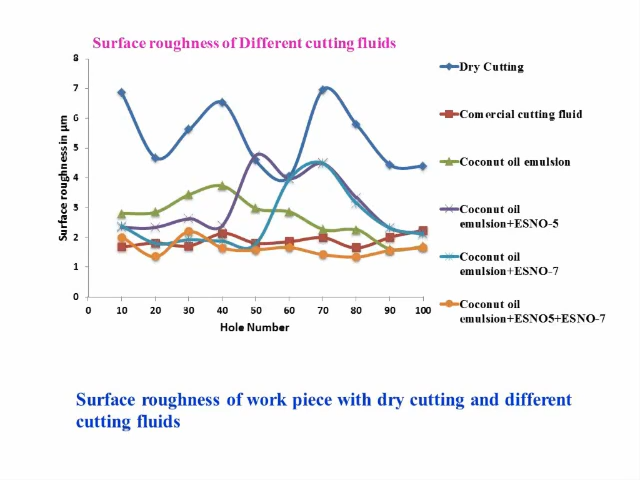 Surface roughness of Different cutting fluids
8
7
6
5
4
3
2
1
0
Surface roughness in µm
0 10 20 30 40 50 60 70 80 90 100
Hole Number
Dry Cutting
Comercial cutting fluid
Coconut oil emulsion
Coconut oil
emulsion+ESNO-5
Coconut oil
emulsion+ESNO-7
Coconut oil
emulsion+ESNO5+ESNO-7
Surface roughness of work piece with dry cutting and different
cutting fluids